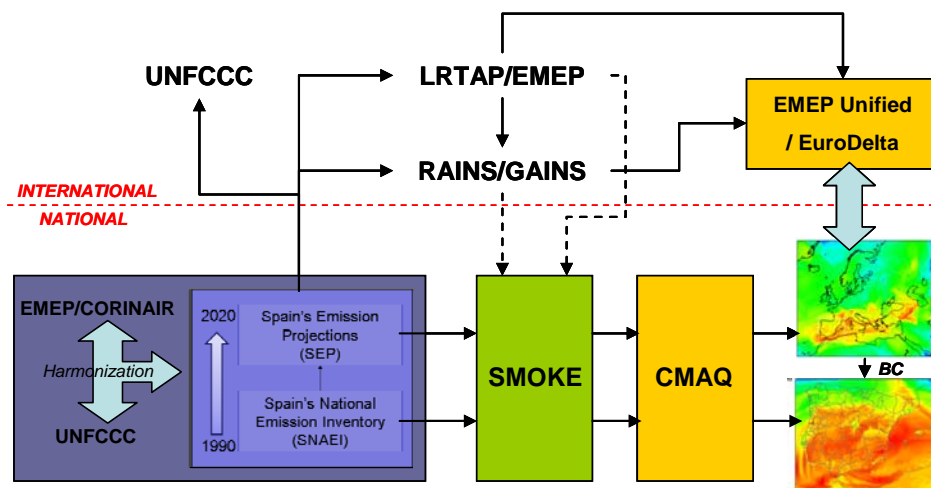 UNFCCC
LRTAP/EMEP
EMEP Unified
/ EuroDelta
RAINS/GAINS
INTERNATIONAL
NATIONAL
EMEP/CORINAIR
Harmonization
UNFCCC
2020
1990
Spain's Emission
Projections
(SEP)
Spain's National
Emission Inventory
(SNAEI)
SMOKE
CMAQ
BC